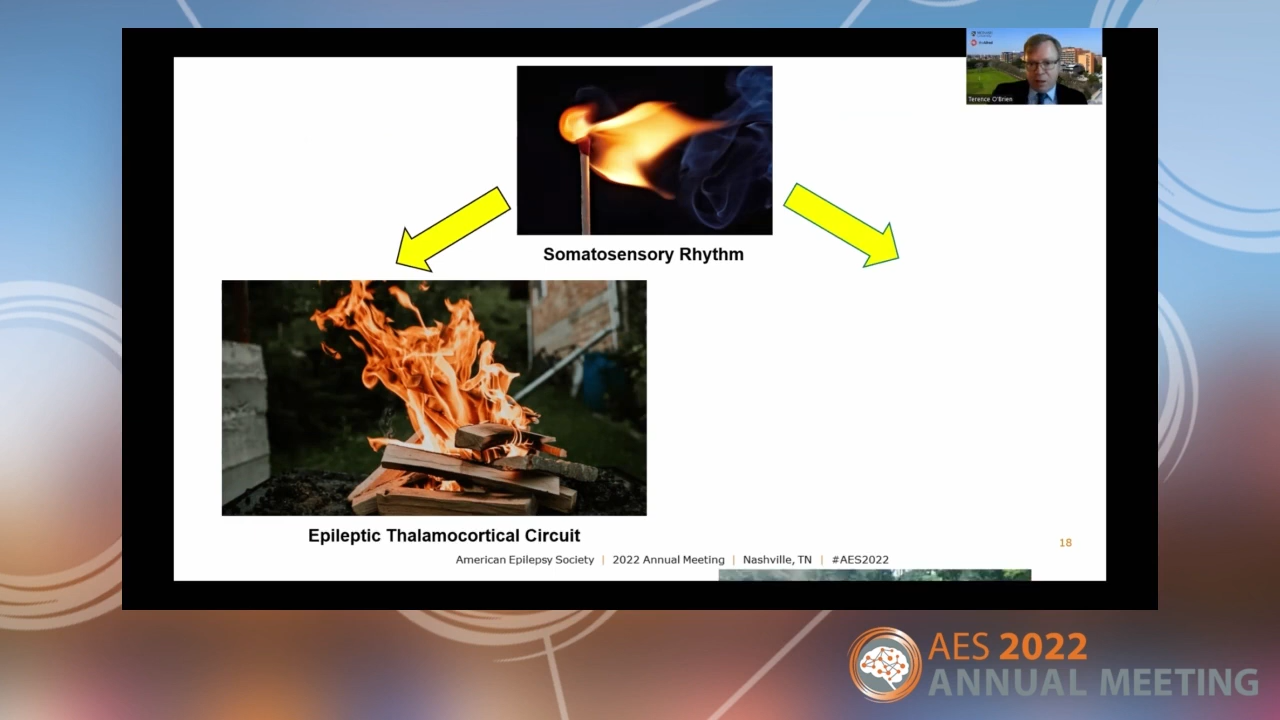 Terence O'Brien
Somatosensory Rhythm
Epileptic Thalamocortical Circuit
18
American Epilepsy Society | 2022 Annual Meeting | Nashville, TN | #AES2022
AES 2022
ANNUAL MEETING